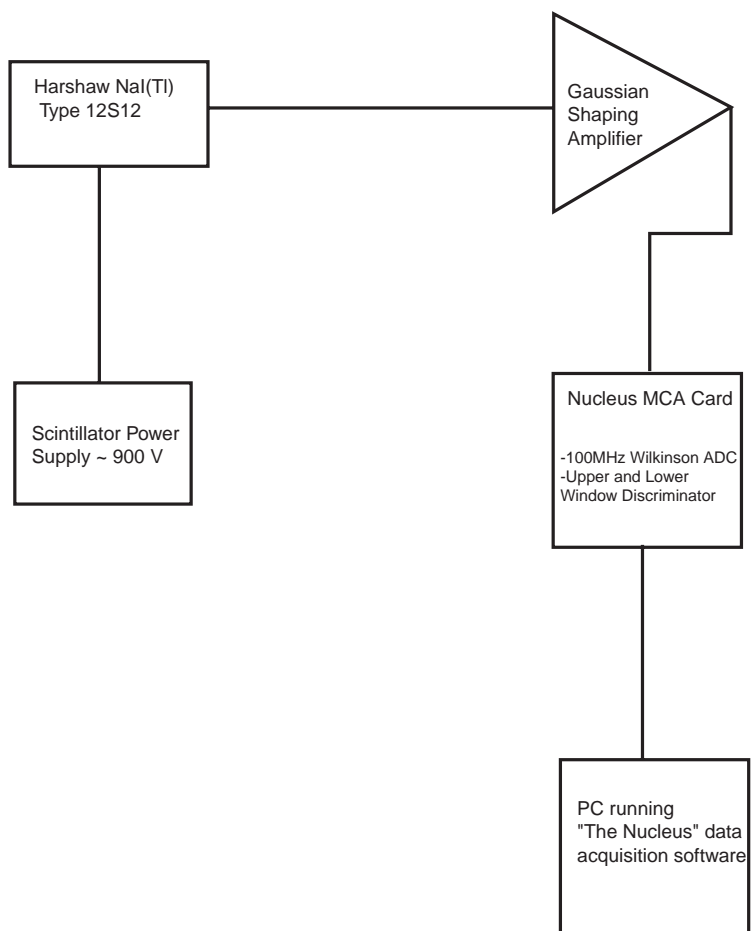 Harshaw NaI(Tl)
Type 12S12
Gaussian
Shaping
Amplifier
Scintillator Power
Supply ~ 900 V
Nucleus MCA Card
-100MHz Wilkinson ADC
-Upper and Lower
Window Discriminator
PC running
"The Nucleus" data
acquisition software